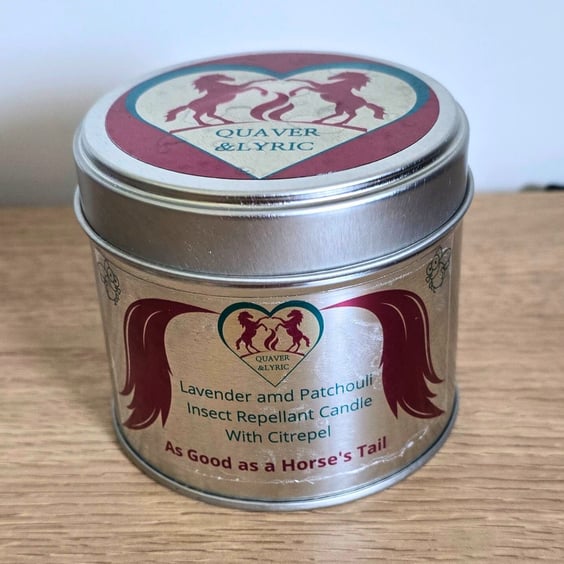 QUAVER
&LYRIC
QUAVER
&LYRIC
Lavender amd Patchouli
Insect Repellant Candle
With Citrepel
As Good as a Horse's Tail